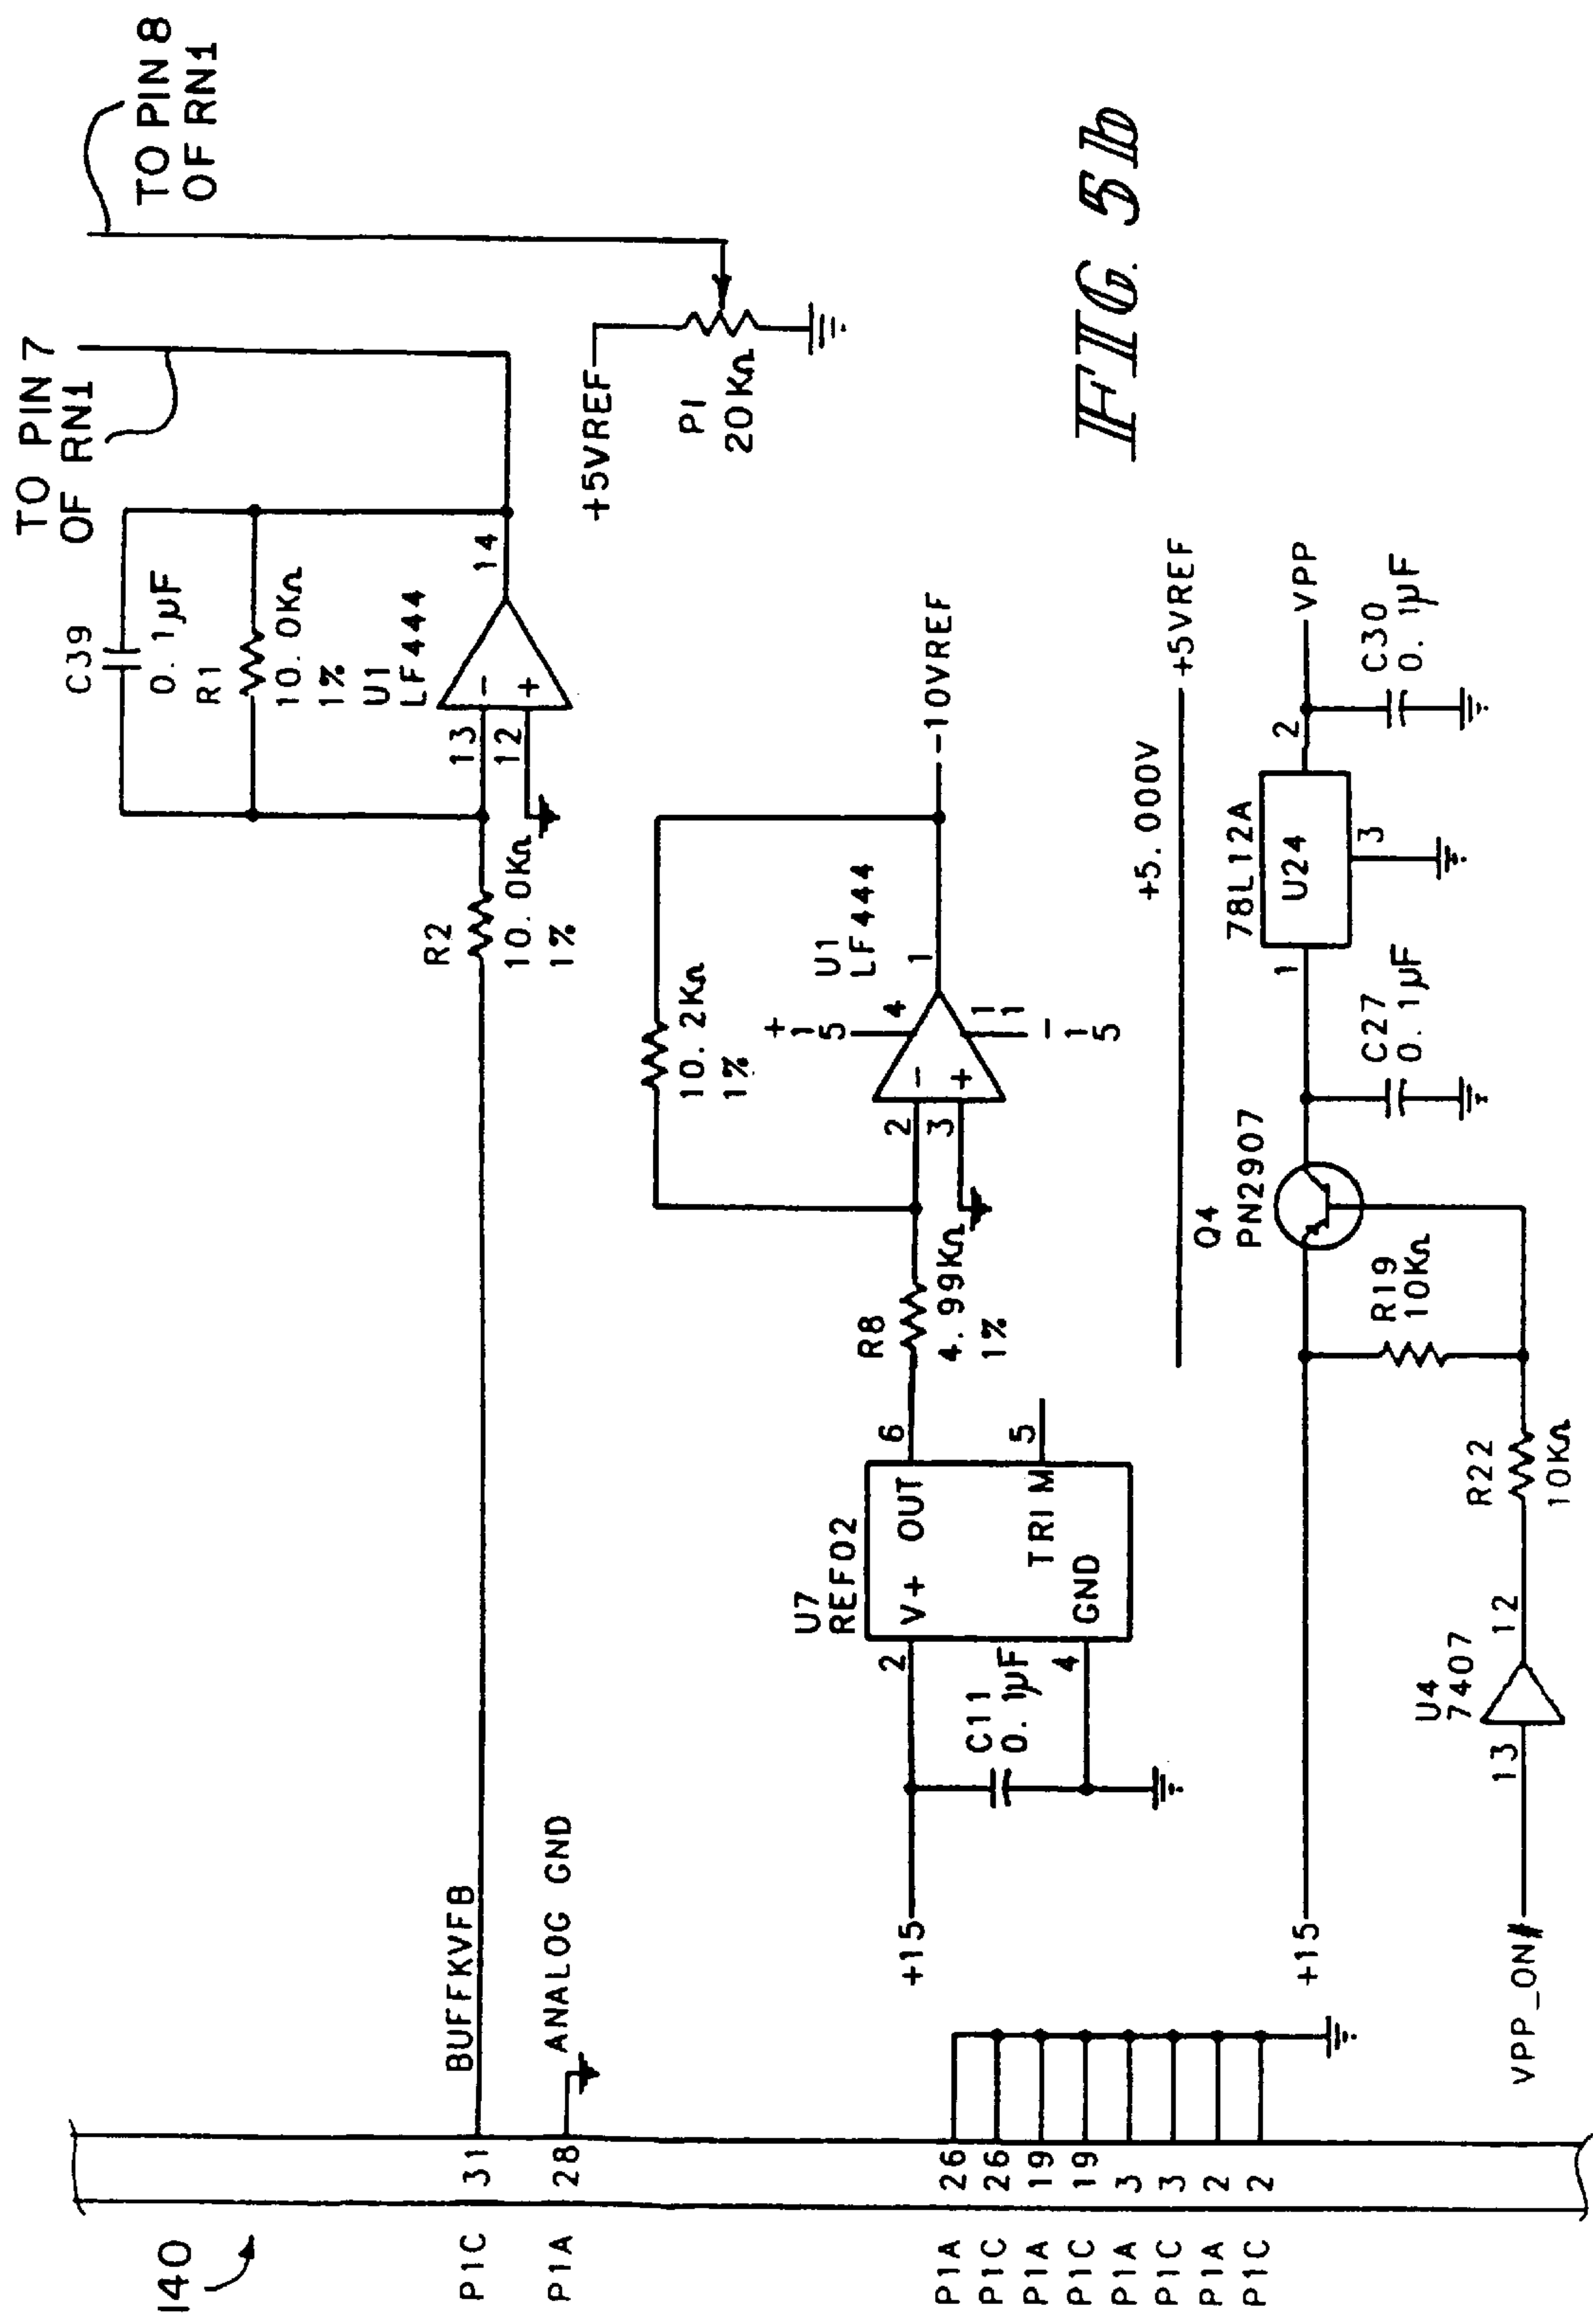 TO PIN 7
OF RN1
TO PIN 8
OF RN1
C39
0.1µF
R1
10.0KΩ
1%
U1
LF444
13
12
14
-
+
R2
10.0KΩ
1%
+5VREF
P1
20KΩ
140
P1C
31
BUFFKVFB
P1A
28
ANALOG GND
10.2KΩ
1%
U1
LF444
+15
4
11
-15
2
3
-
+
1
-10VREF
R8
4.99KΩ
1%
U7
REF02
V+ OUT
TRIM
GND
2
4
6
5
+15
C11
0.1µF
+5.000V
+5VREF
P1A 26
P1C 26
P1A 19
P1C 19
P1A 3
P1C 3
P1A 2
P1C 2
+15
Q4
PN2907
R19
10KΩ
C27
0.1µF
78L12A
U24
1
2
3
VPP
C30
0.1µF
VPP_ON#
13
U4
7407
12
R22
10KΩ
FIG. 5b